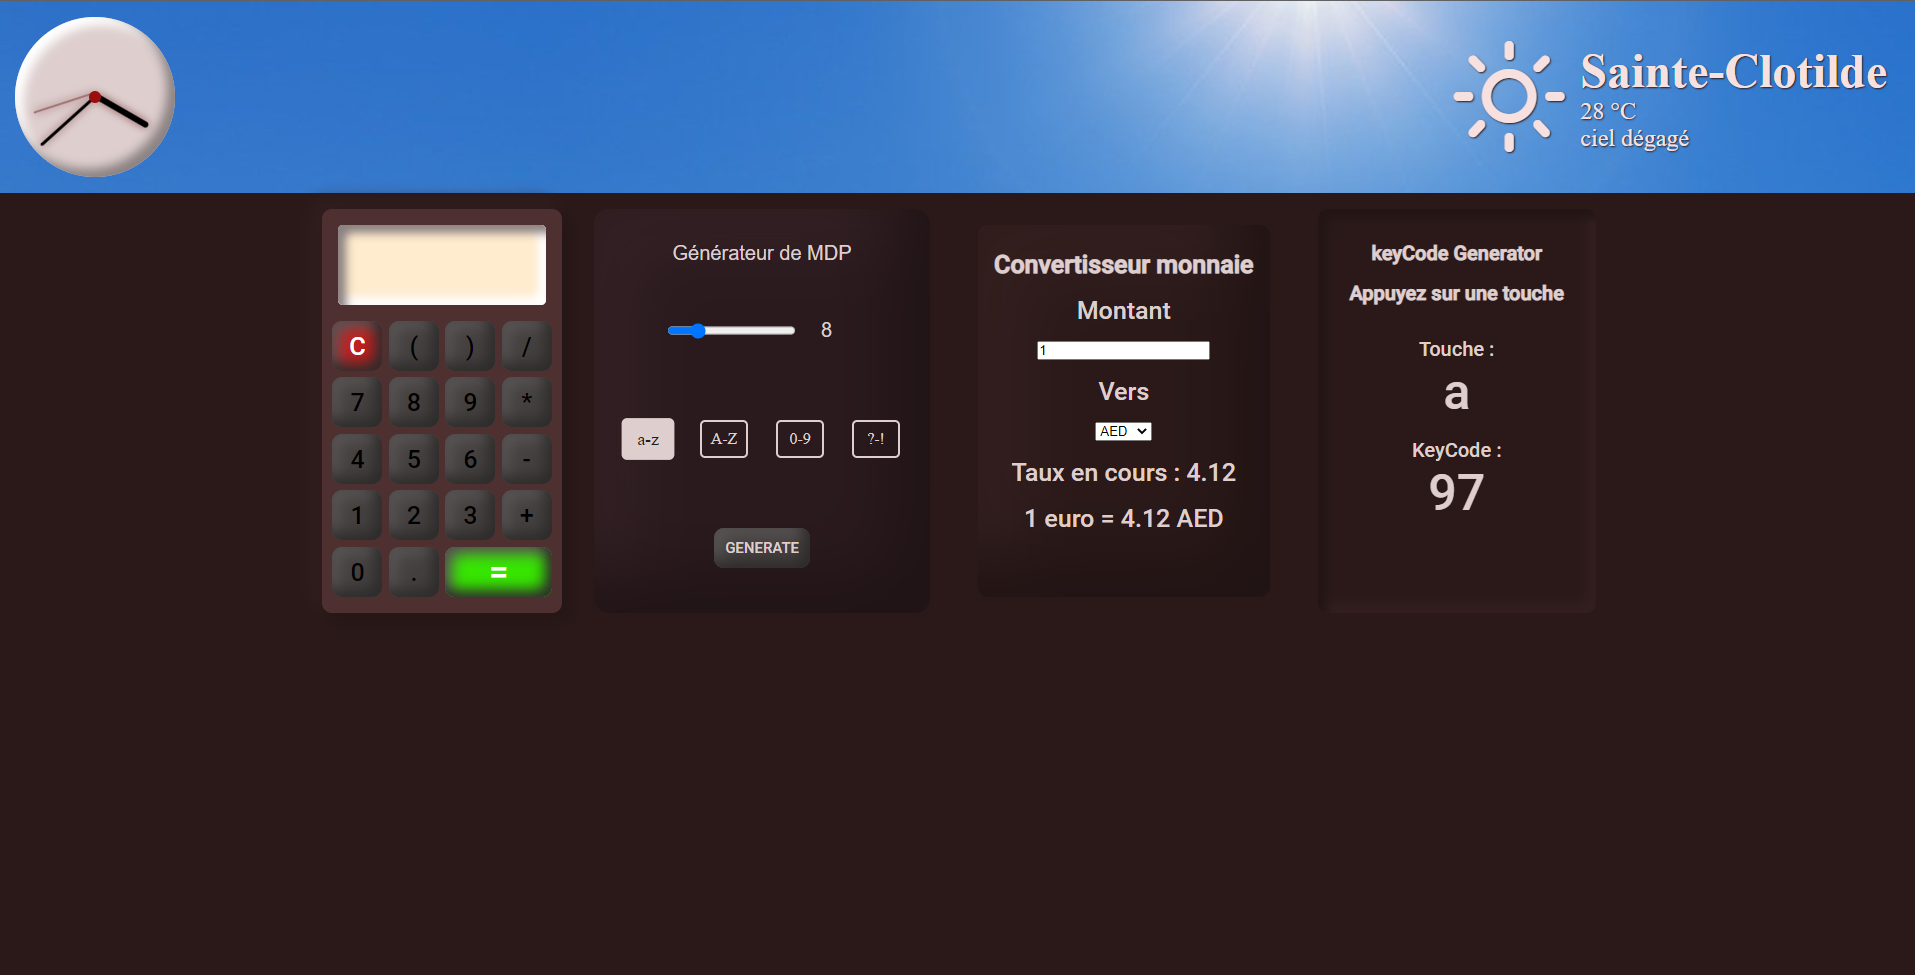 Sainte-Clotilde
28 °C
ciel dégagé
C ( ) /
7 8 9 *
4 5 6 -
1 2 3 +
0 . =
Générateur de MDP
8
a-z A-Z 0-9 ?-!
GENERATE
Convertisseur monnaie
Montant
1
Vers
AED
Taux en cours : 4.12
1 euro = 4.12 AED
keyCode Generator
Appuyez sur une touche
Touche :
a
KeyCode :
97